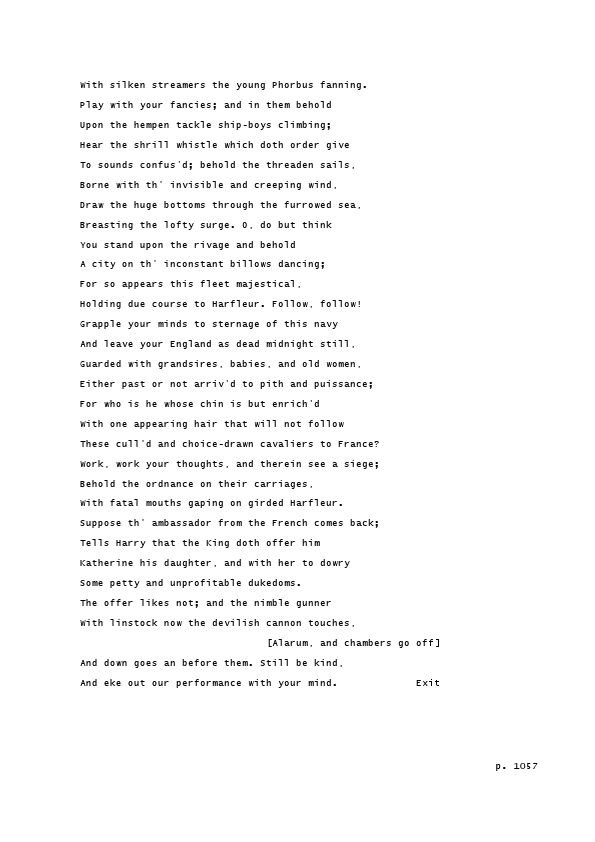 With silken streamers the young Phorbus fanning.
Play with your fancies; and in them behold
Upon the hempen tackle ship-boys climbing;
Hear the shrill whistle which doth order give
To sounds confus'd; behold the threaden sails,
Borne with th' invisible and creeping wind,
Draw the huge bottoms through the furrowed sea,
Breasting the lofty surge. O, do but think
You stand upon the rivage and behold
A city on th' inconstant billows dancing;
For so appears this fleet majestical,
Holding due course to Harfleur. Follow, follow!
Grapple your minds to sternage of this navy
And leave your England as dead midnight still,
Guarded with grandsires, babies, and old women,
Either past or not arriv'd to pith and puissance;
For who is he whose chin is but enrich'd
With one appearing hair that will not follow
These cull'd and choice-drawn cavaliers to France?
Work, work your thoughts, and therein see a siege;
Behold the ordnance on their carriages,
With fatal mouths gaping on girded Harfleur.
Suppose th' ambassador from the French comes back;
Tells Harry that the King doth offer him
Katherine his daughter, and with her to dowry
Some petty and unprofitable dukedoms.
The offer likes not; and the nimble gunner
With linstock now the devilish cannon touches,
[Alarum, and chambers go off]
And down goes an before them. Still be kind,
And eke out our performance with your mind. Exit
p. 1057